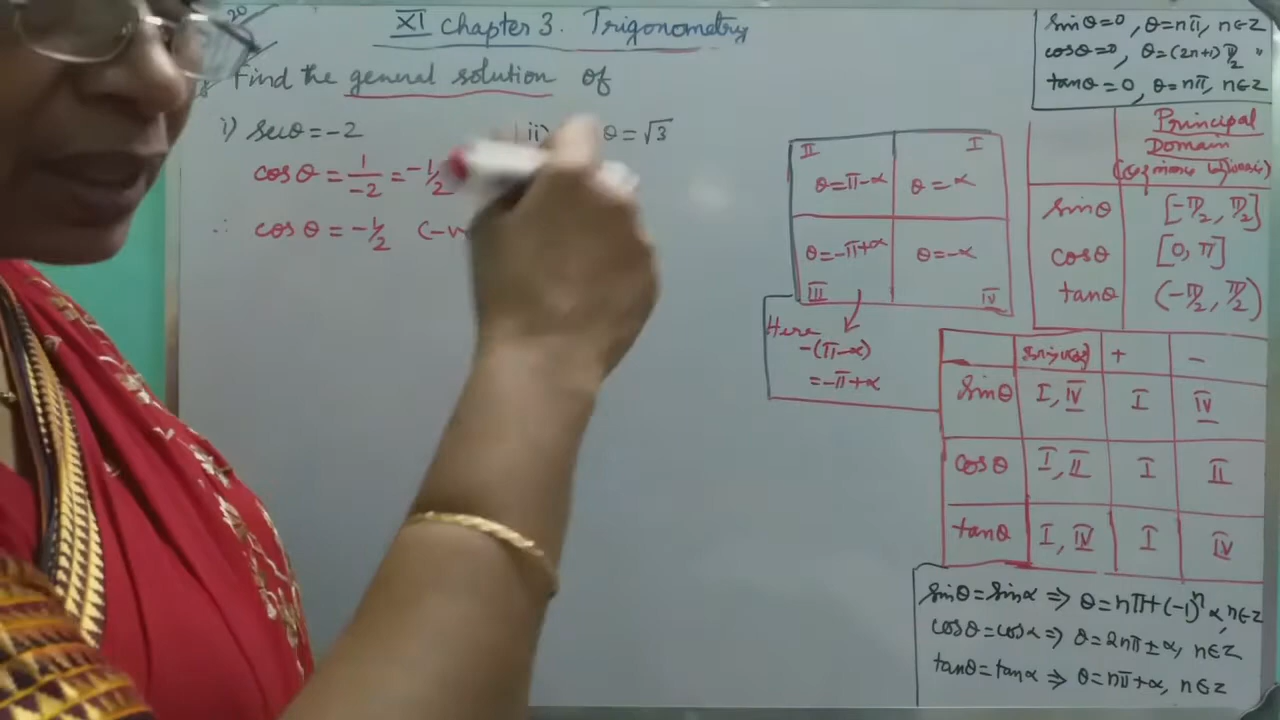 20
XI Chapter 3. Trigonometry
Find the general solution of
i) secθ = -2
ii) θ = √3
cosθ = 1/-2 = -1/2
∴ cosθ = -1/2 (-v
sinθ=0, θ=nπ, n∈Z
cosθ=0, θ=(2n+1)π/2 "
tanθ=0, θ=nπ, n∈Z
II θ=π-α
I θ=α
θ=-π+α III
θ=-α IV
Here
-(π-α)
=-π+α
Principal
Domain
sinθ [-π/2, π/2]
cosθ [0, π]
tanθ (-π/2, π/2)
+ -
sinθ I, IV I IV
cosθ I, II I II
tanθ I, IV I IV
sinθ=sinα ⇒ θ=nπ+(-1)ⁿα, n∈Z
cosθ=cosα ⇒ θ=2nπ±α, n∈Z
tanθ=tanα ⇒ θ=nπ+α, n∈Z